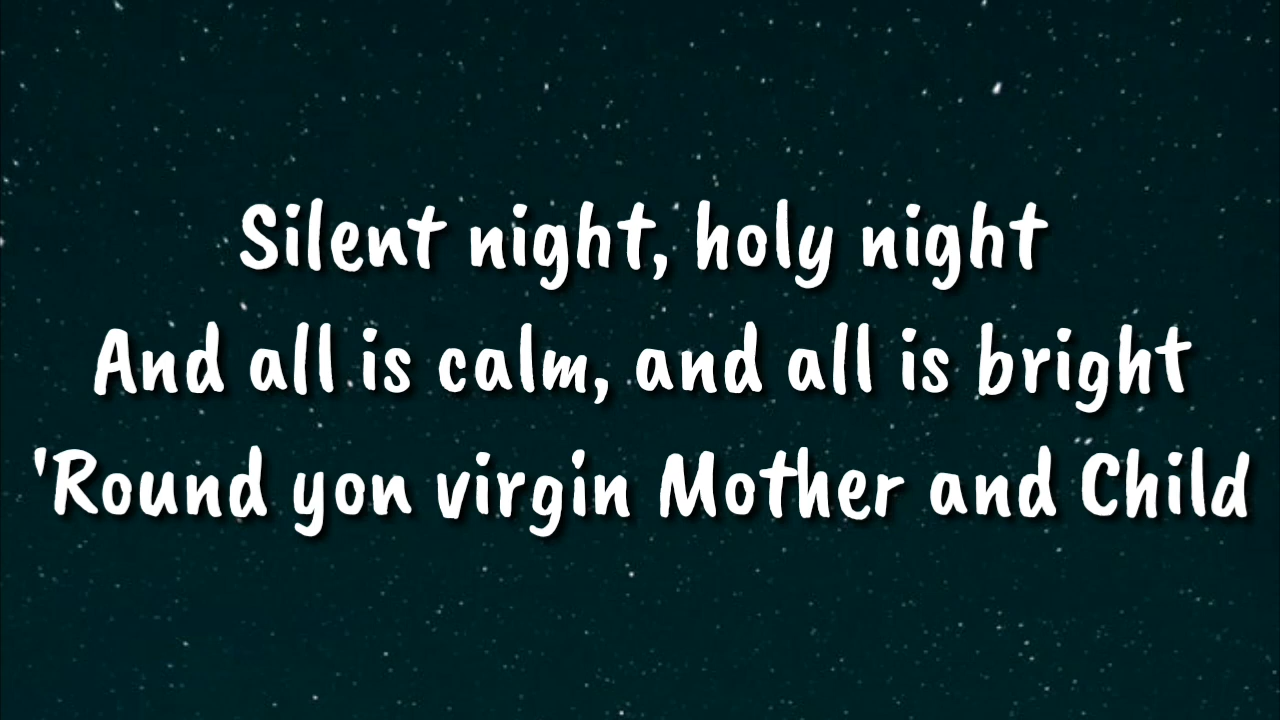 Silent night, holy night
And all is calm, and all is bright
'Round yon virgin Mother and Child